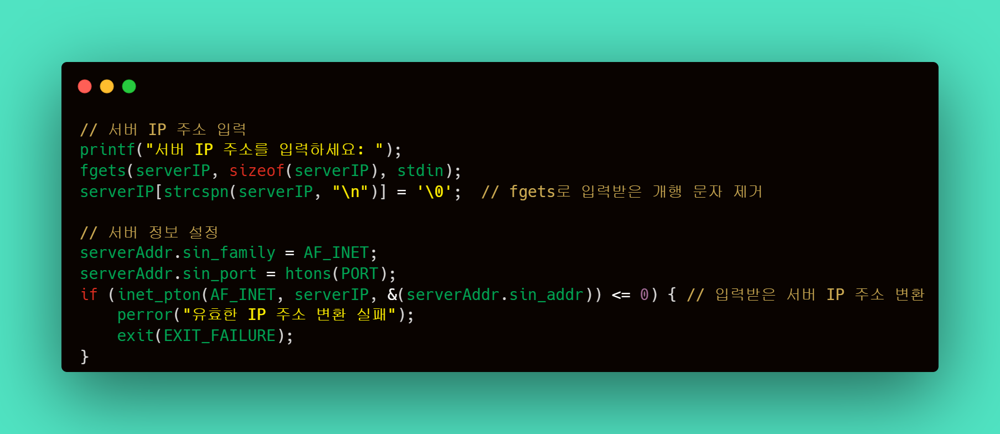 // 서버 IP 주소 입력
printf("서버 IP 주소를 입력하세요: ");
fgets(serverIP, sizeof(serverIP), stdin);
serverIP[strcspn(serverIP, "\n")] = '\0';  // fgets로 입력받은 개행 문자 제거

// 서버 정보 설정
serverAddr.sin_family = AF_INET;
serverAddr.sin_port = htons(PORT);
if (inet_pton(AF_INET, serverIP, &(serverAddr.sin_addr)) <= 0) { // 입력받은 서버 IP 주소 변환
    perror("유효한 IP 주소 변환 실패");
    exit(EXIT_FAILURE);
}